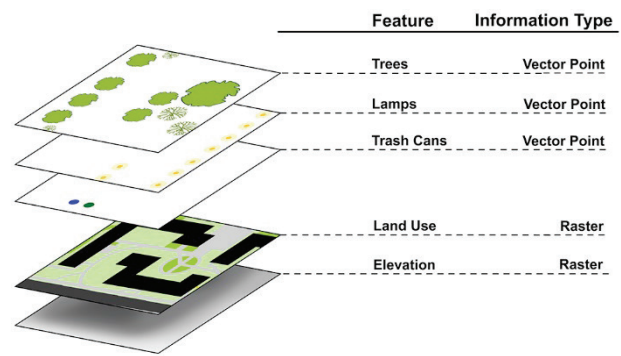 Feature Information Type
Trees Vector Point
Lamps Vector Point
Trash Cans Vector Point
Land Use Raster
Elevation Raster